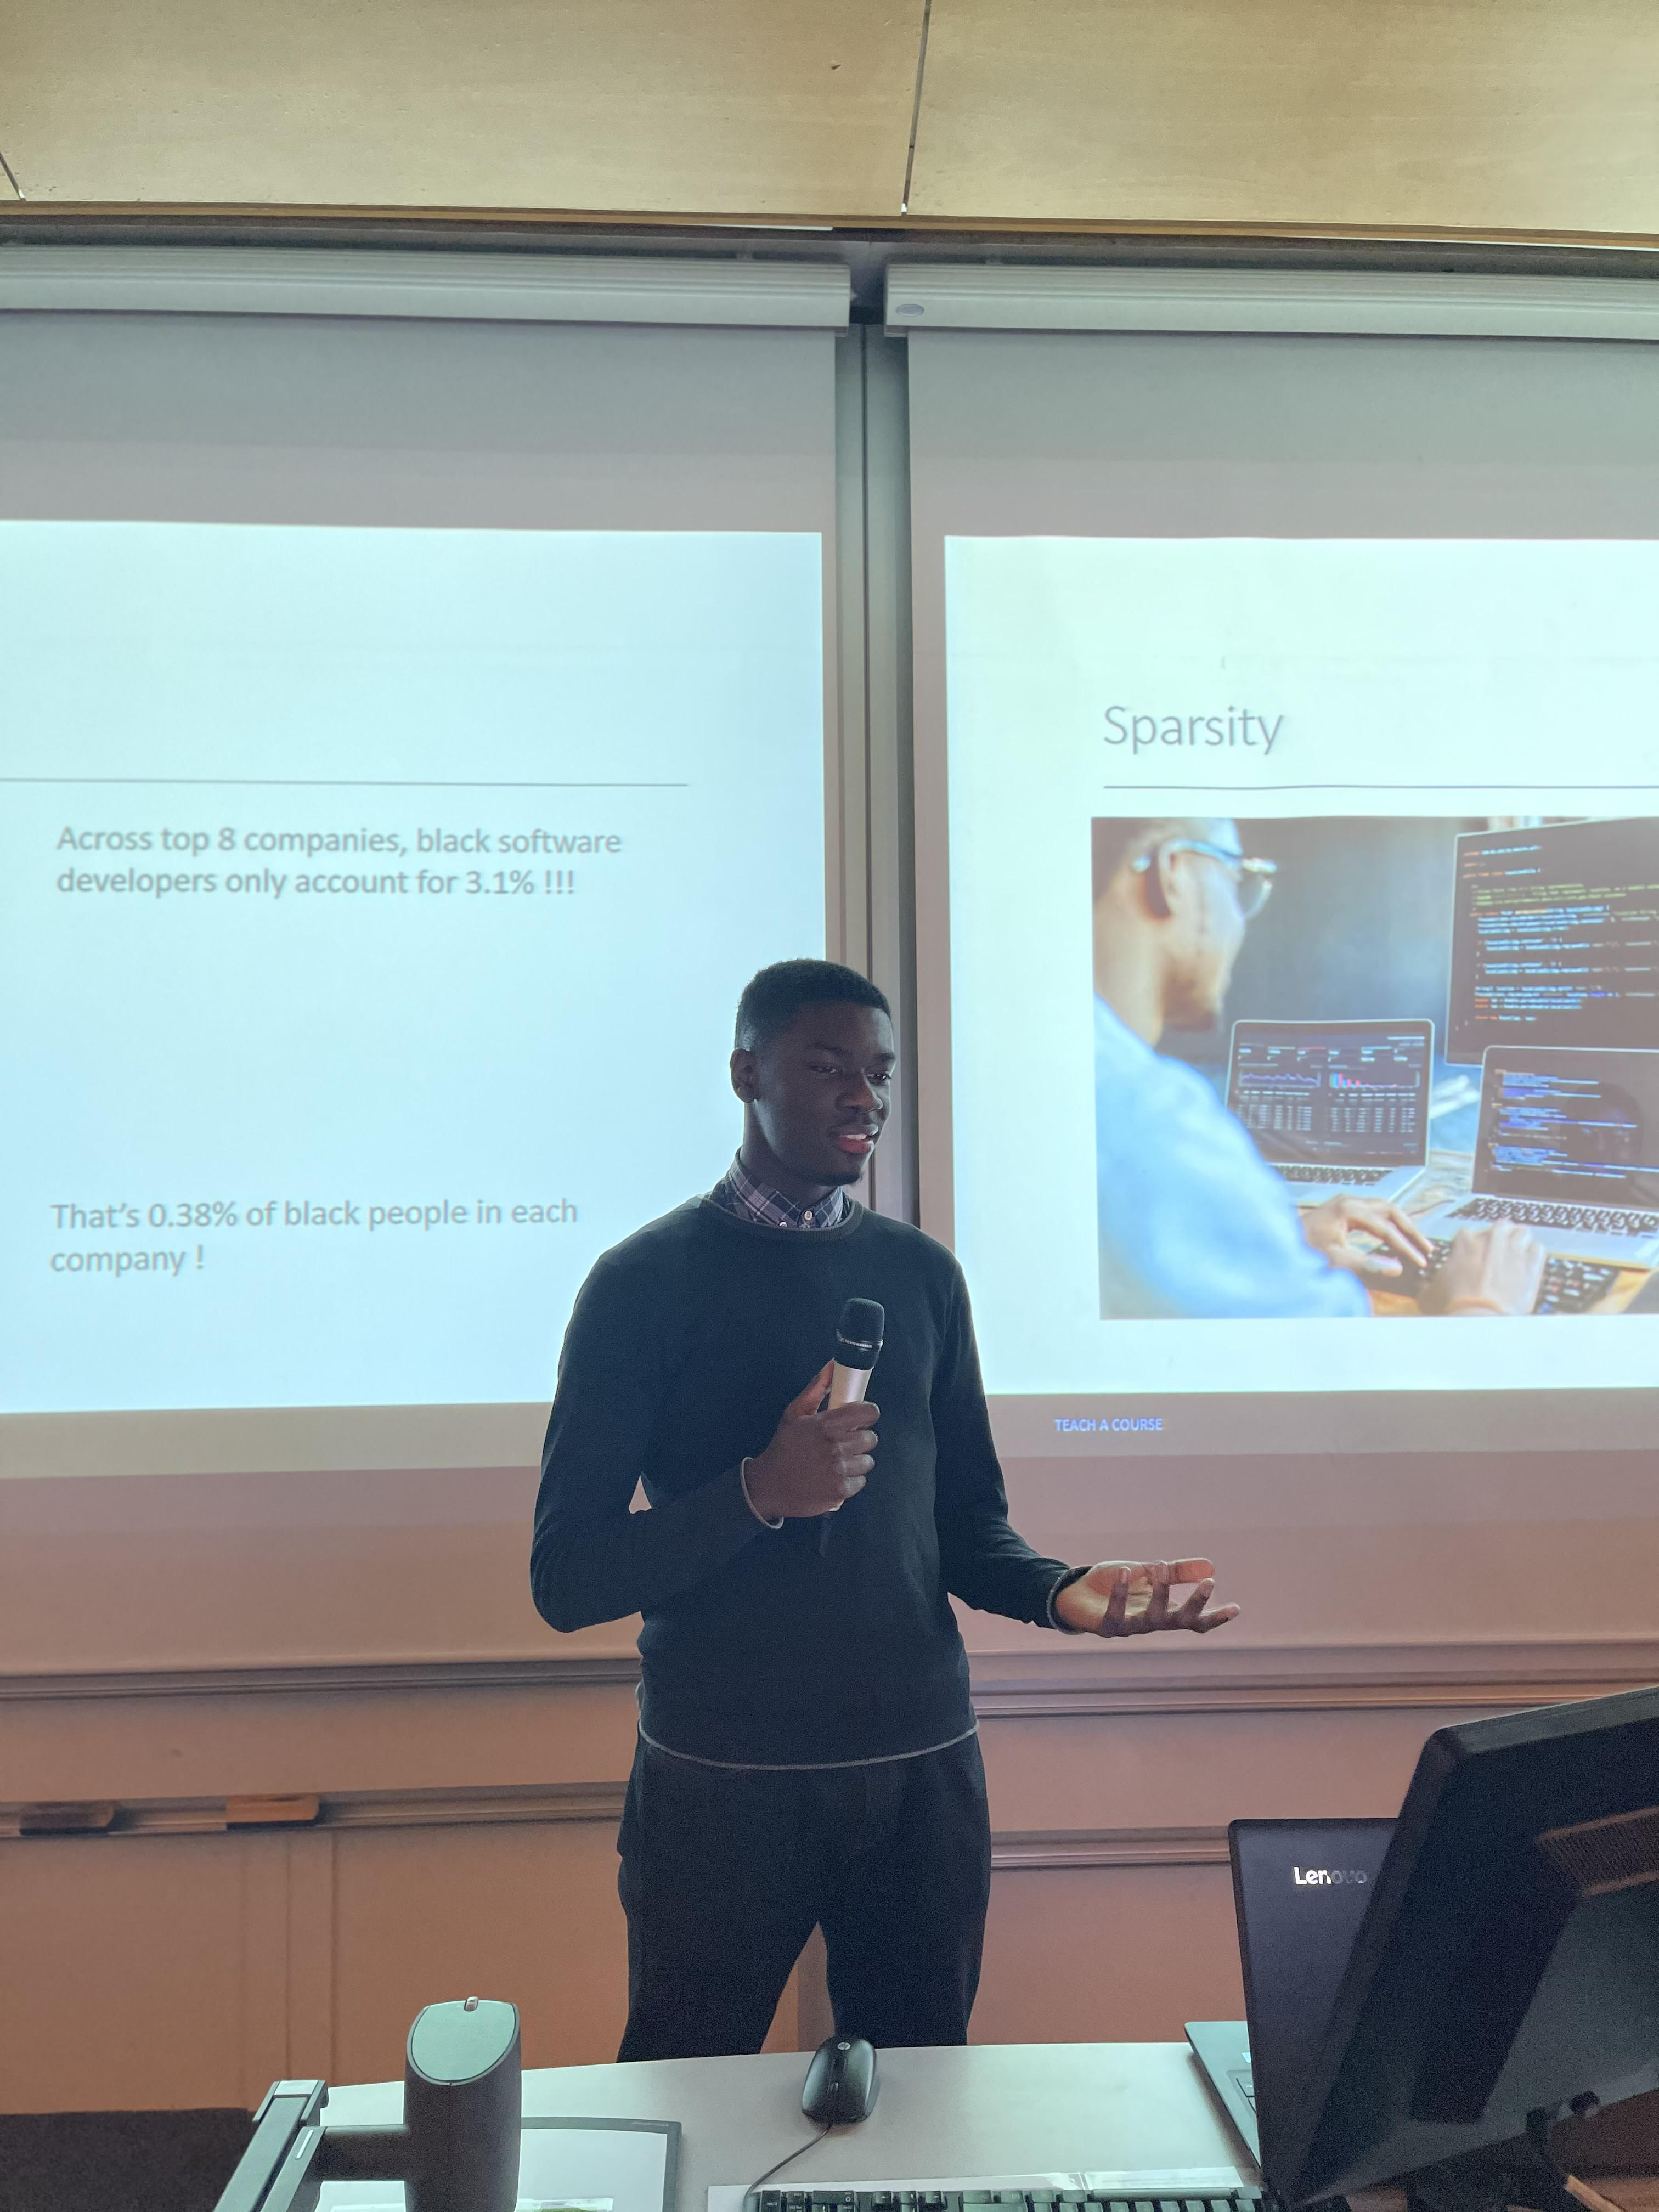 Across top 8 companies, black software
developers only account for 3.1% !!!
That's 0.38% of black people in each
company !
Sparsity
TEACH A COURSE
Lenovo